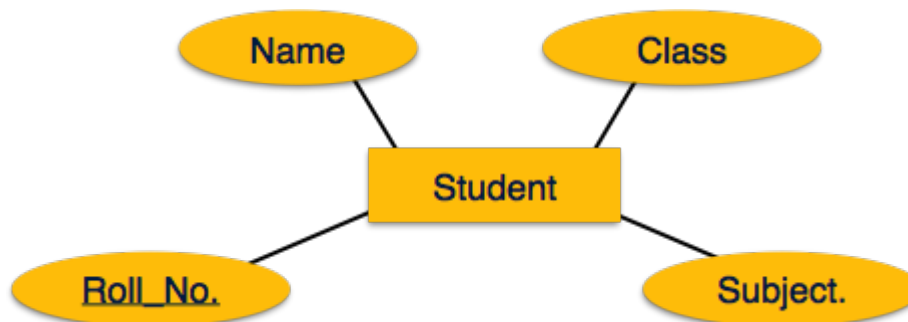 Name
Class
Student
Roll_No.
Subject.